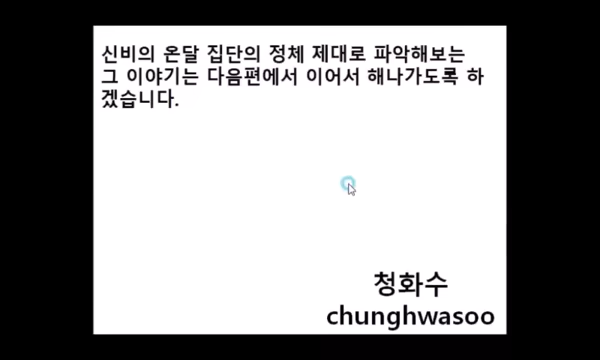 신비의 온달 집단의 정체 제대로 파악해보는
그 이야기는 다음편에서 이어서 해나가도록 하
겠습니다.
청화수
chunghwasoo